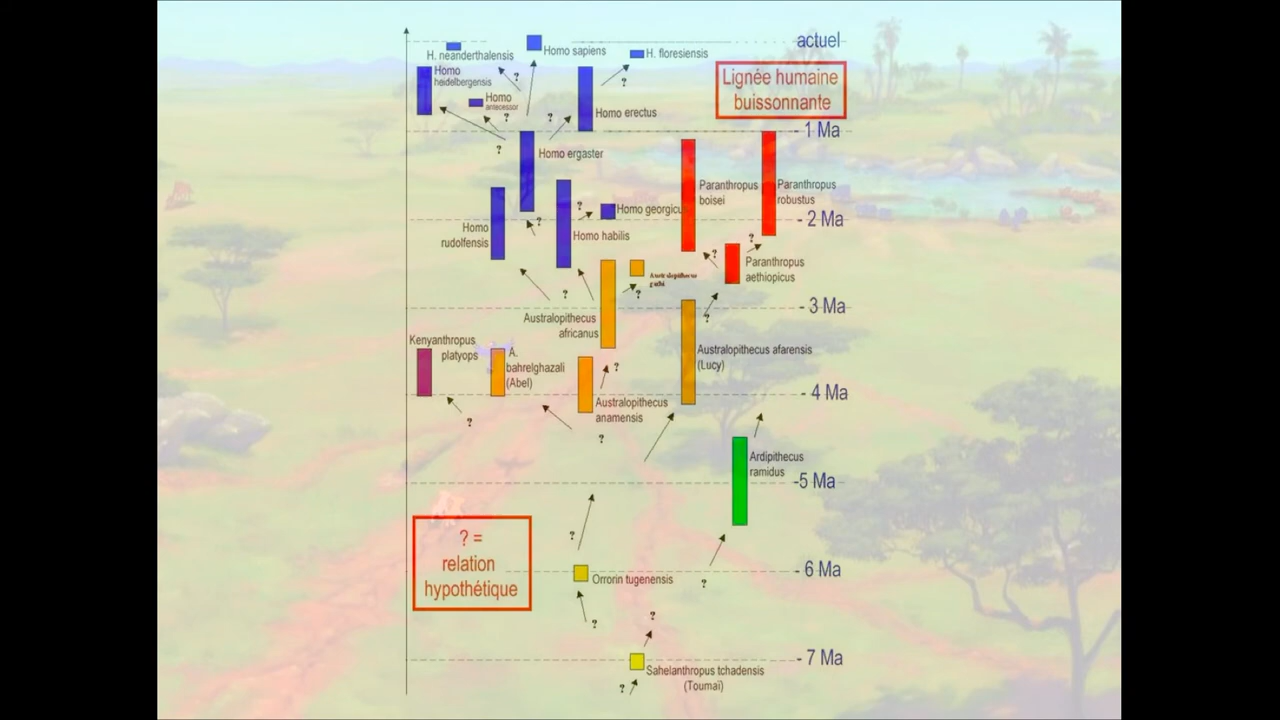 actuel
H. neanderthalensis
Homo sapiens
H. floresiensis
Homo
heidelbergensis
Homo
antecessor
Homo erectus
Lignée humaine
buissonnante
?
?
?
?
?
- 1 Ma
Homo ergaster
Paranthropus
boisei
Paranthropus
robustus
?
Homo georgicus
- 2 Ma
?
Homo
rudolfensis
Homo habilis
?
?
Paranthropus
aethiopicus
Australopithecus
?
?
- 3 Ma
?
Australopithecus
africanus
Kenyanthropus
platyops
A.
bahrelghazali
(Abel)
Australopithecus afarensis
(Lucy)
?
- 4 Ma
Australopithecus
anamensis
?
?
Ardipithecus
ramidus
-5 Ma
? =
relation
hypothétique
?
- 6 Ma
Orrorin tugenensis
?
?
?
- 7 Ma
Sahelanthropus tchadensis
(Toumaï)
?